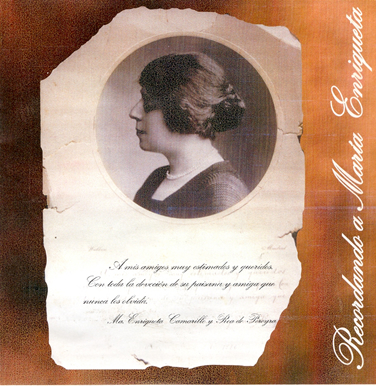 A mis amigos muy estimados y queridos.
Con toda la devoción de su paisana y amiga que
nunca los olvida.
Ma. Enriqueta Camarillo y Roa de Pereyra
Recordando a María Enriqueta